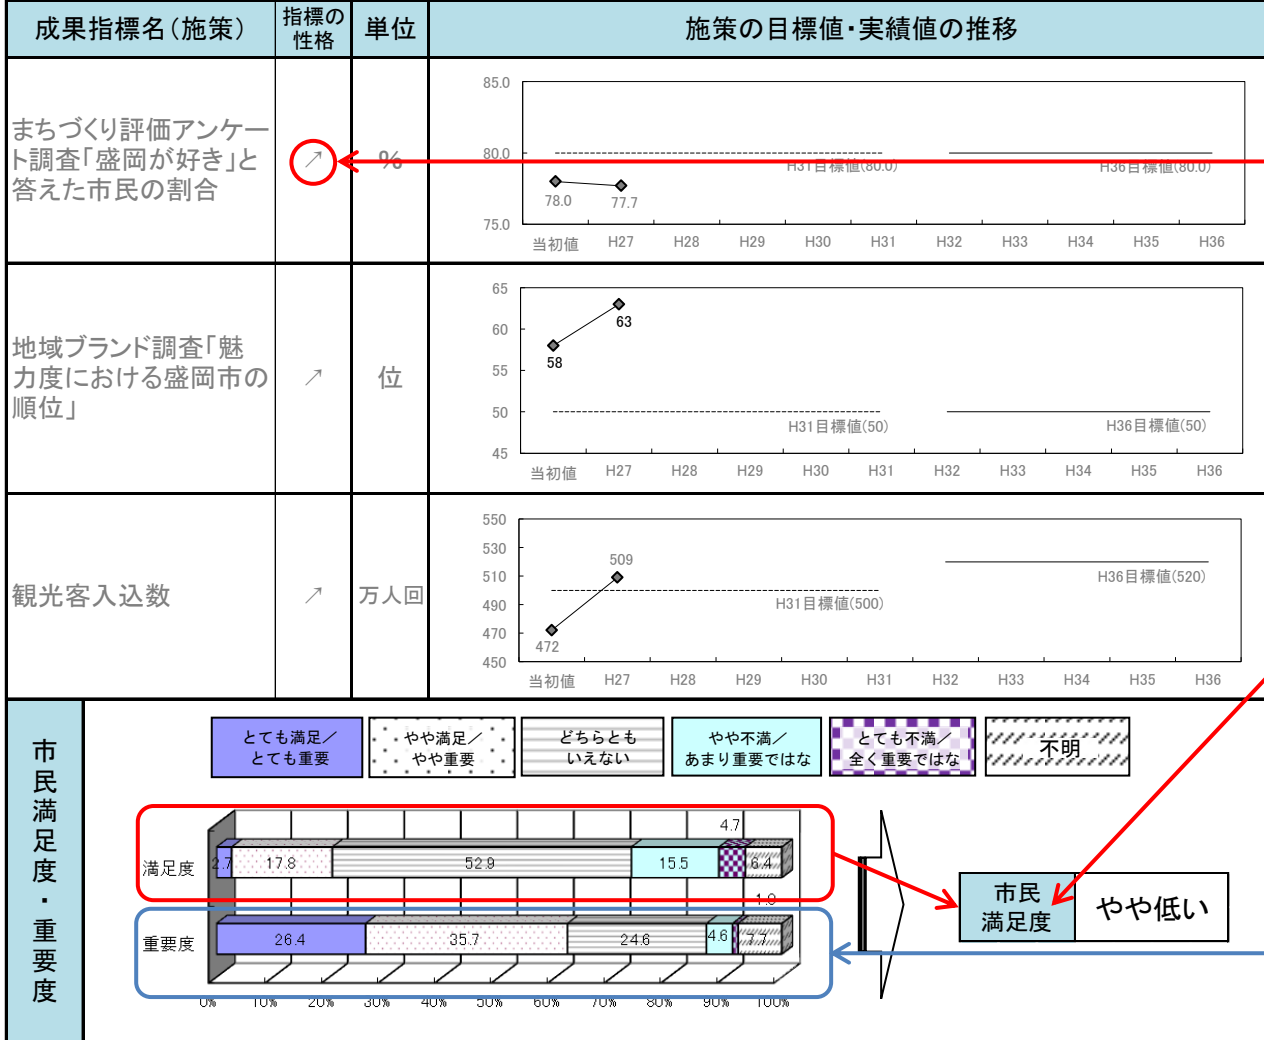 成果指標名（施策）
指標の
性格
単位
施策の目標値・実績値の推移
まちづくり評価アンケー
ト調査「盛岡が好き」と
答えた市民の割合
↗
%
85.0
80.0
75.0
H31目標値(80.0)
H36目標値(80.0)
78.0
77.7
当初値 H27 H28 H29 H30 H31 H32 H33 H34 H35 H36
地域ブランド調査「魅
力度における盛岡市の
順位」
↗
位
65
60
55
50
45
63
58
H31目標値(50)
H36目標値(50)
当初値 H27 H28 H29 H30 H31 H32 H33 H34 H35 H36
観光客入込数
↗
万人回
550
530
510
490
470
450
509
472
H31目標値(500)
H36目標値(520)
当初値 H27 H28 H29 H30 H31 H32 H33 H34 H35 H36
市民満足度・重要度
とても満足／
とても重要
やや満足／
やや重要
どちらとも
いえない
やや不満／
あまり重要ではな
とても不満／
全く重要ではな
不明
4.7
満足度 2.7 17.8 52.9 15.5 6.4
重要度 26.4 35.7 24.6 4.6 7.7
0% 10% 20% 30% 40% 50% 60% 70% 80% 90% 100%
市民
満足度
やや低い